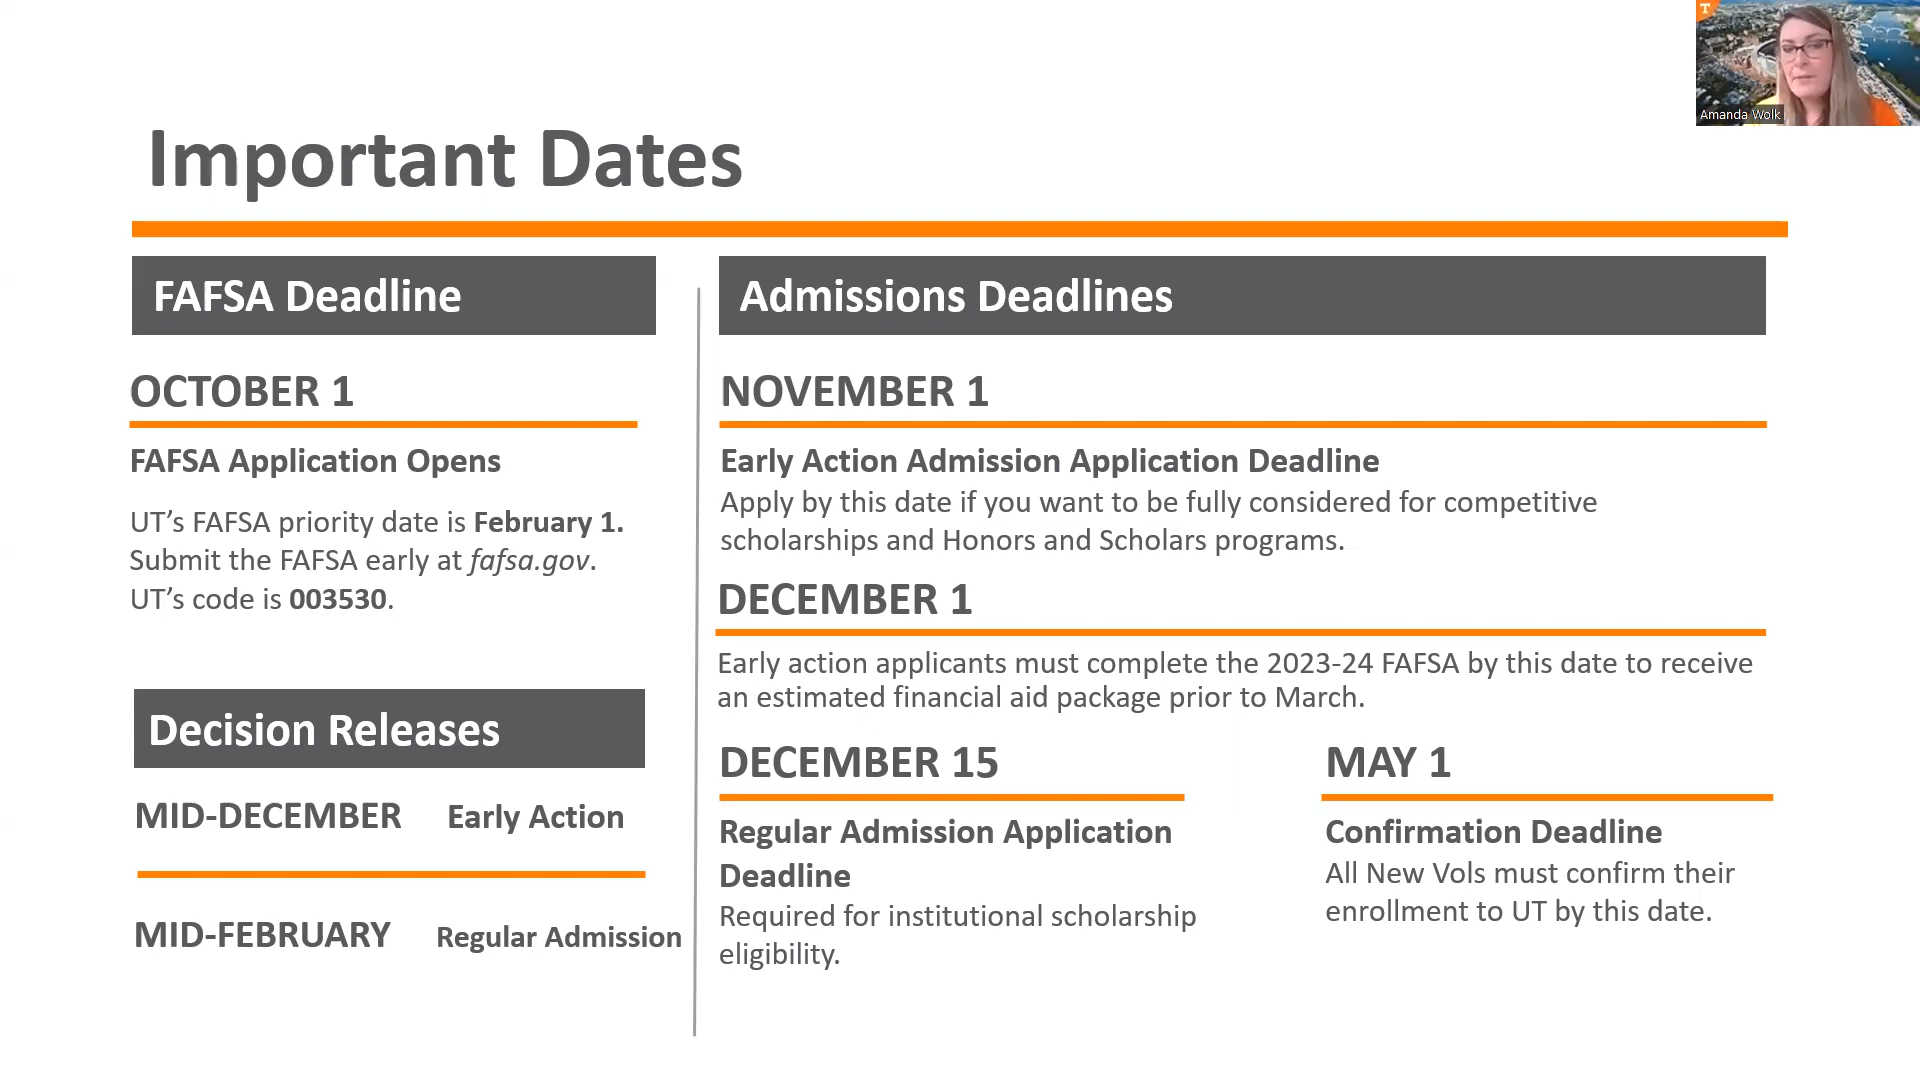 T
Amanda Wolk
Important Dates
FAFSA Deadline
OCTOBER 1
FAFSA Application Opens
UT’s FAFSA priority date is February 1.
Submit the FAFSA early at fafsa.gov.
UT’s code is 003530.
Decision Releases
MID-DECEMBER Early Action
MID-FEBRUARY Regular Admission
Admissions Deadlines
NOVEMBER 1
Early Action Admission Application Deadline
Apply by this date if you want to be fully considered for competitive
scholarships and Honors and Scholars programs.
DECEMBER 1
Early action applicants must complete the 2023-24 FAFSA by this date to receive
an estimated financial aid package prior to March.
DECEMBER 15
Regular Admission Application
Deadline
Required for institutional scholarship
eligibility.
MAY 1
Confirmation Deadline
All New Vols must confirm their
enrollment to UT by this date.